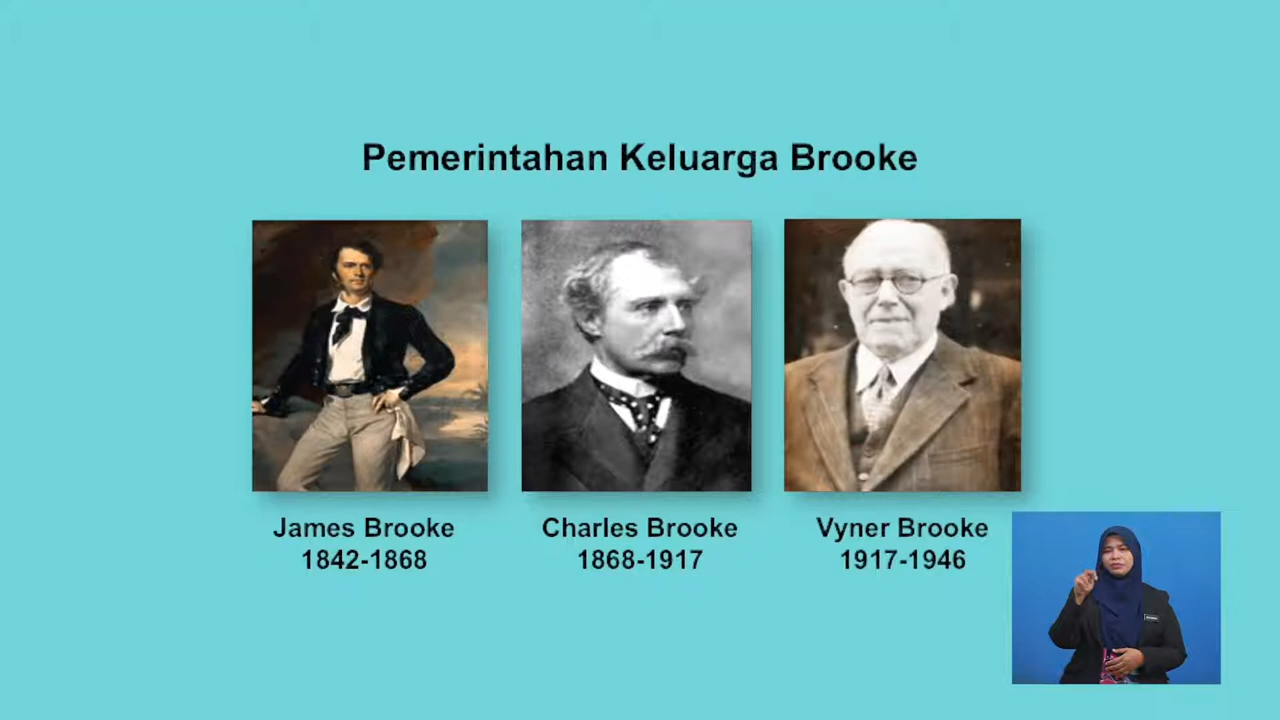 Pemerintahan Keluarga Brooke
James Brooke
1842-1868
Charles Brooke
1868-1917
Vyner Brooke
1917-1946